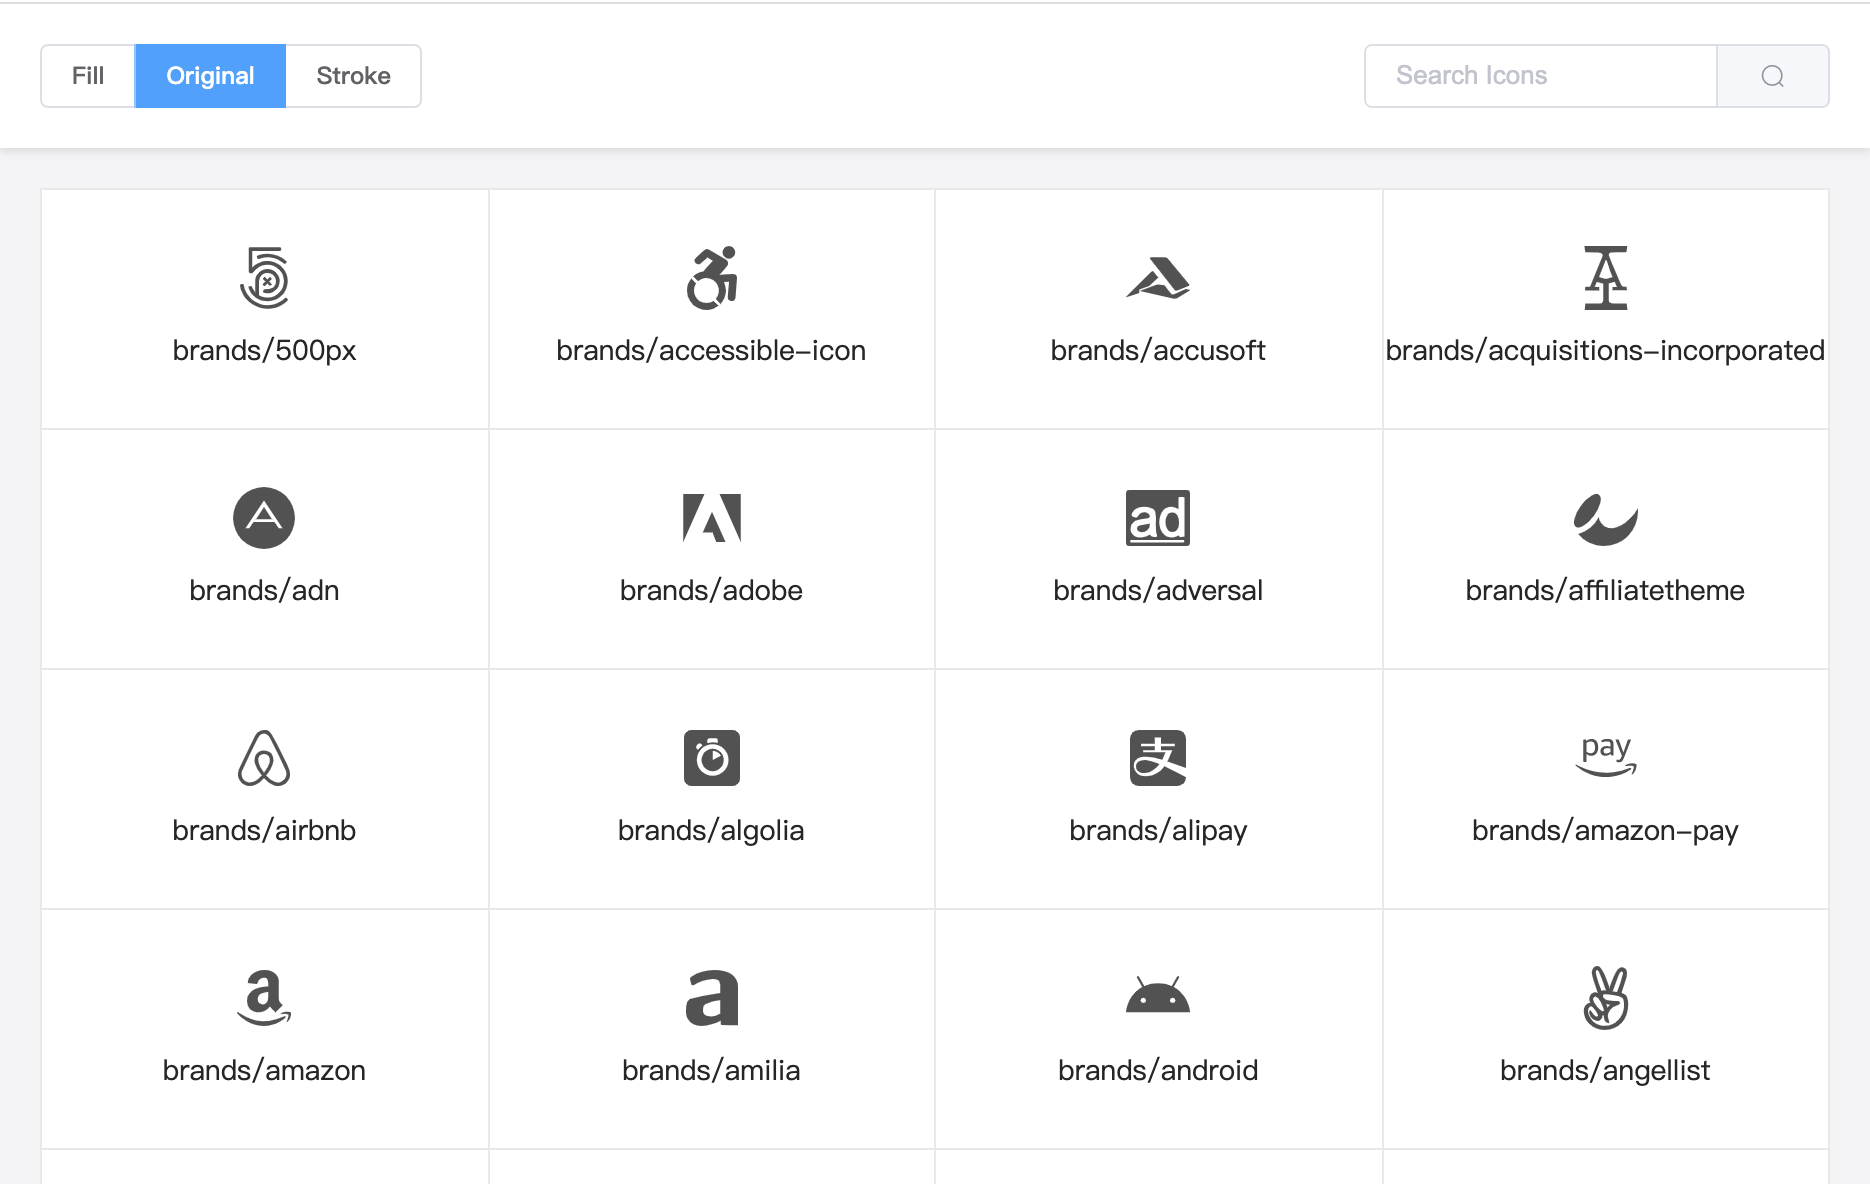 Fill Original Stroke Search Icons
brands/500px brands/accessible-icon brands/accusoft brands/acquisitions-incorporated
ad
brands/adn brands/adobe brands/adversal brands/affiliatetheme
支 pay
brands/airbnb brands/algolia brands/alipay brands/amazon-pay
a a
brands/amazon brands/amilia brands/android brands/angellist